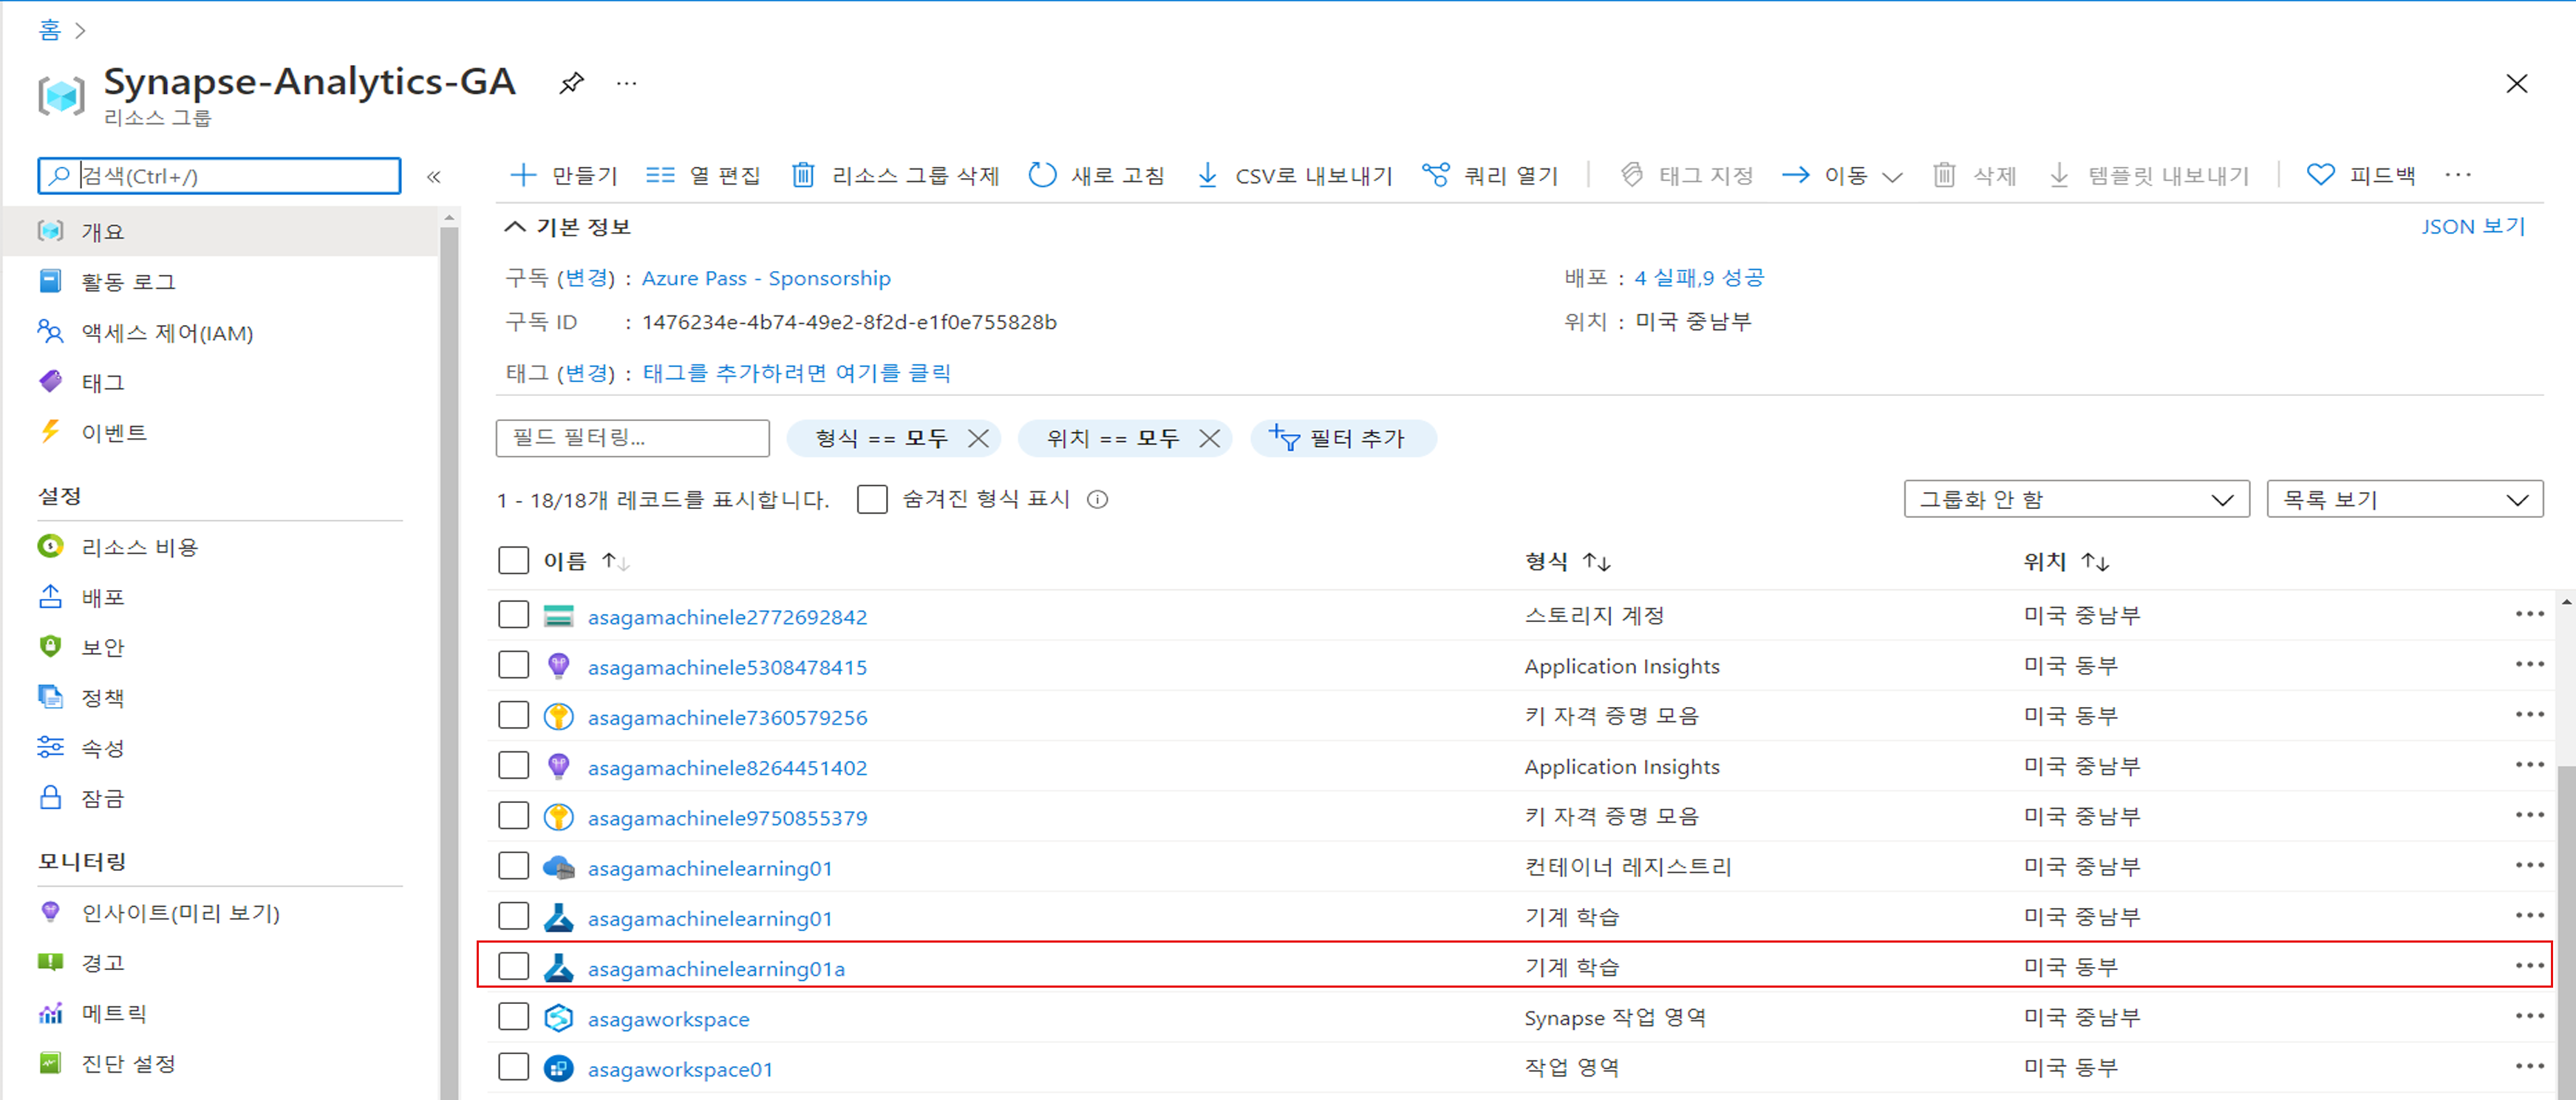 홈
Synapse-Analytics-GA
리소스 그룹
검색(Ctrl+/)
만들기 열 편집 리소스 그룹 삭제 새로 고침 CSV로 내보내기 쿼리 열기 태그 지정 이동 삭제 템플릿 내보내기 피드백
개요
활동 로그
액세스 제어(IAM)
태그
이벤트
설정
리소스 비용
배포
보안
정책
속성
잠금
모니터링
인사이트(미리 보기)
경고
메트릭
진단 설정
기본 정보
JSON 보기
구독 (변경) : Azure Pass - Sponsorship
배포 : 4 실패,9 성공
구독 ID : 1476234e-4b74-49e2-8f2d-e1f0e755828b
위치 : 미국 중남부
태그 (변경) : 태그를 추가하려면 여기를 클릭
필드 필터링... 형식 == 모두 위치 == 모두 필터 추가
1 - 18/18개 레코드를 표시합니다. 숨겨진 형식 표시 그룹화 안 함 목록 보기
이름 형식 위치
asagamachinele2772692842 스토리지 계정 미국 중남부
asagamachinele5308478415 Application Insights 미국 동부
asagamachinele7360579256 키 자격 증명 모음 미국 동부
asagamachinele8264451402 Application Insights 미국 중남부
asagamachinele9750855379 키 자격 증명 모음 미국 중남부
asagamachinelearning01 컨테이너 레지스트리 미국 중남부
asagamachinelearning01 기계 학습 미국 중남부
asagamachinelearning01a 기계 학습 미국 동부
asagaworkspace Synapse 작업 영역 미국 중남부
asagaworkspace01 작업 영역 미국 동부